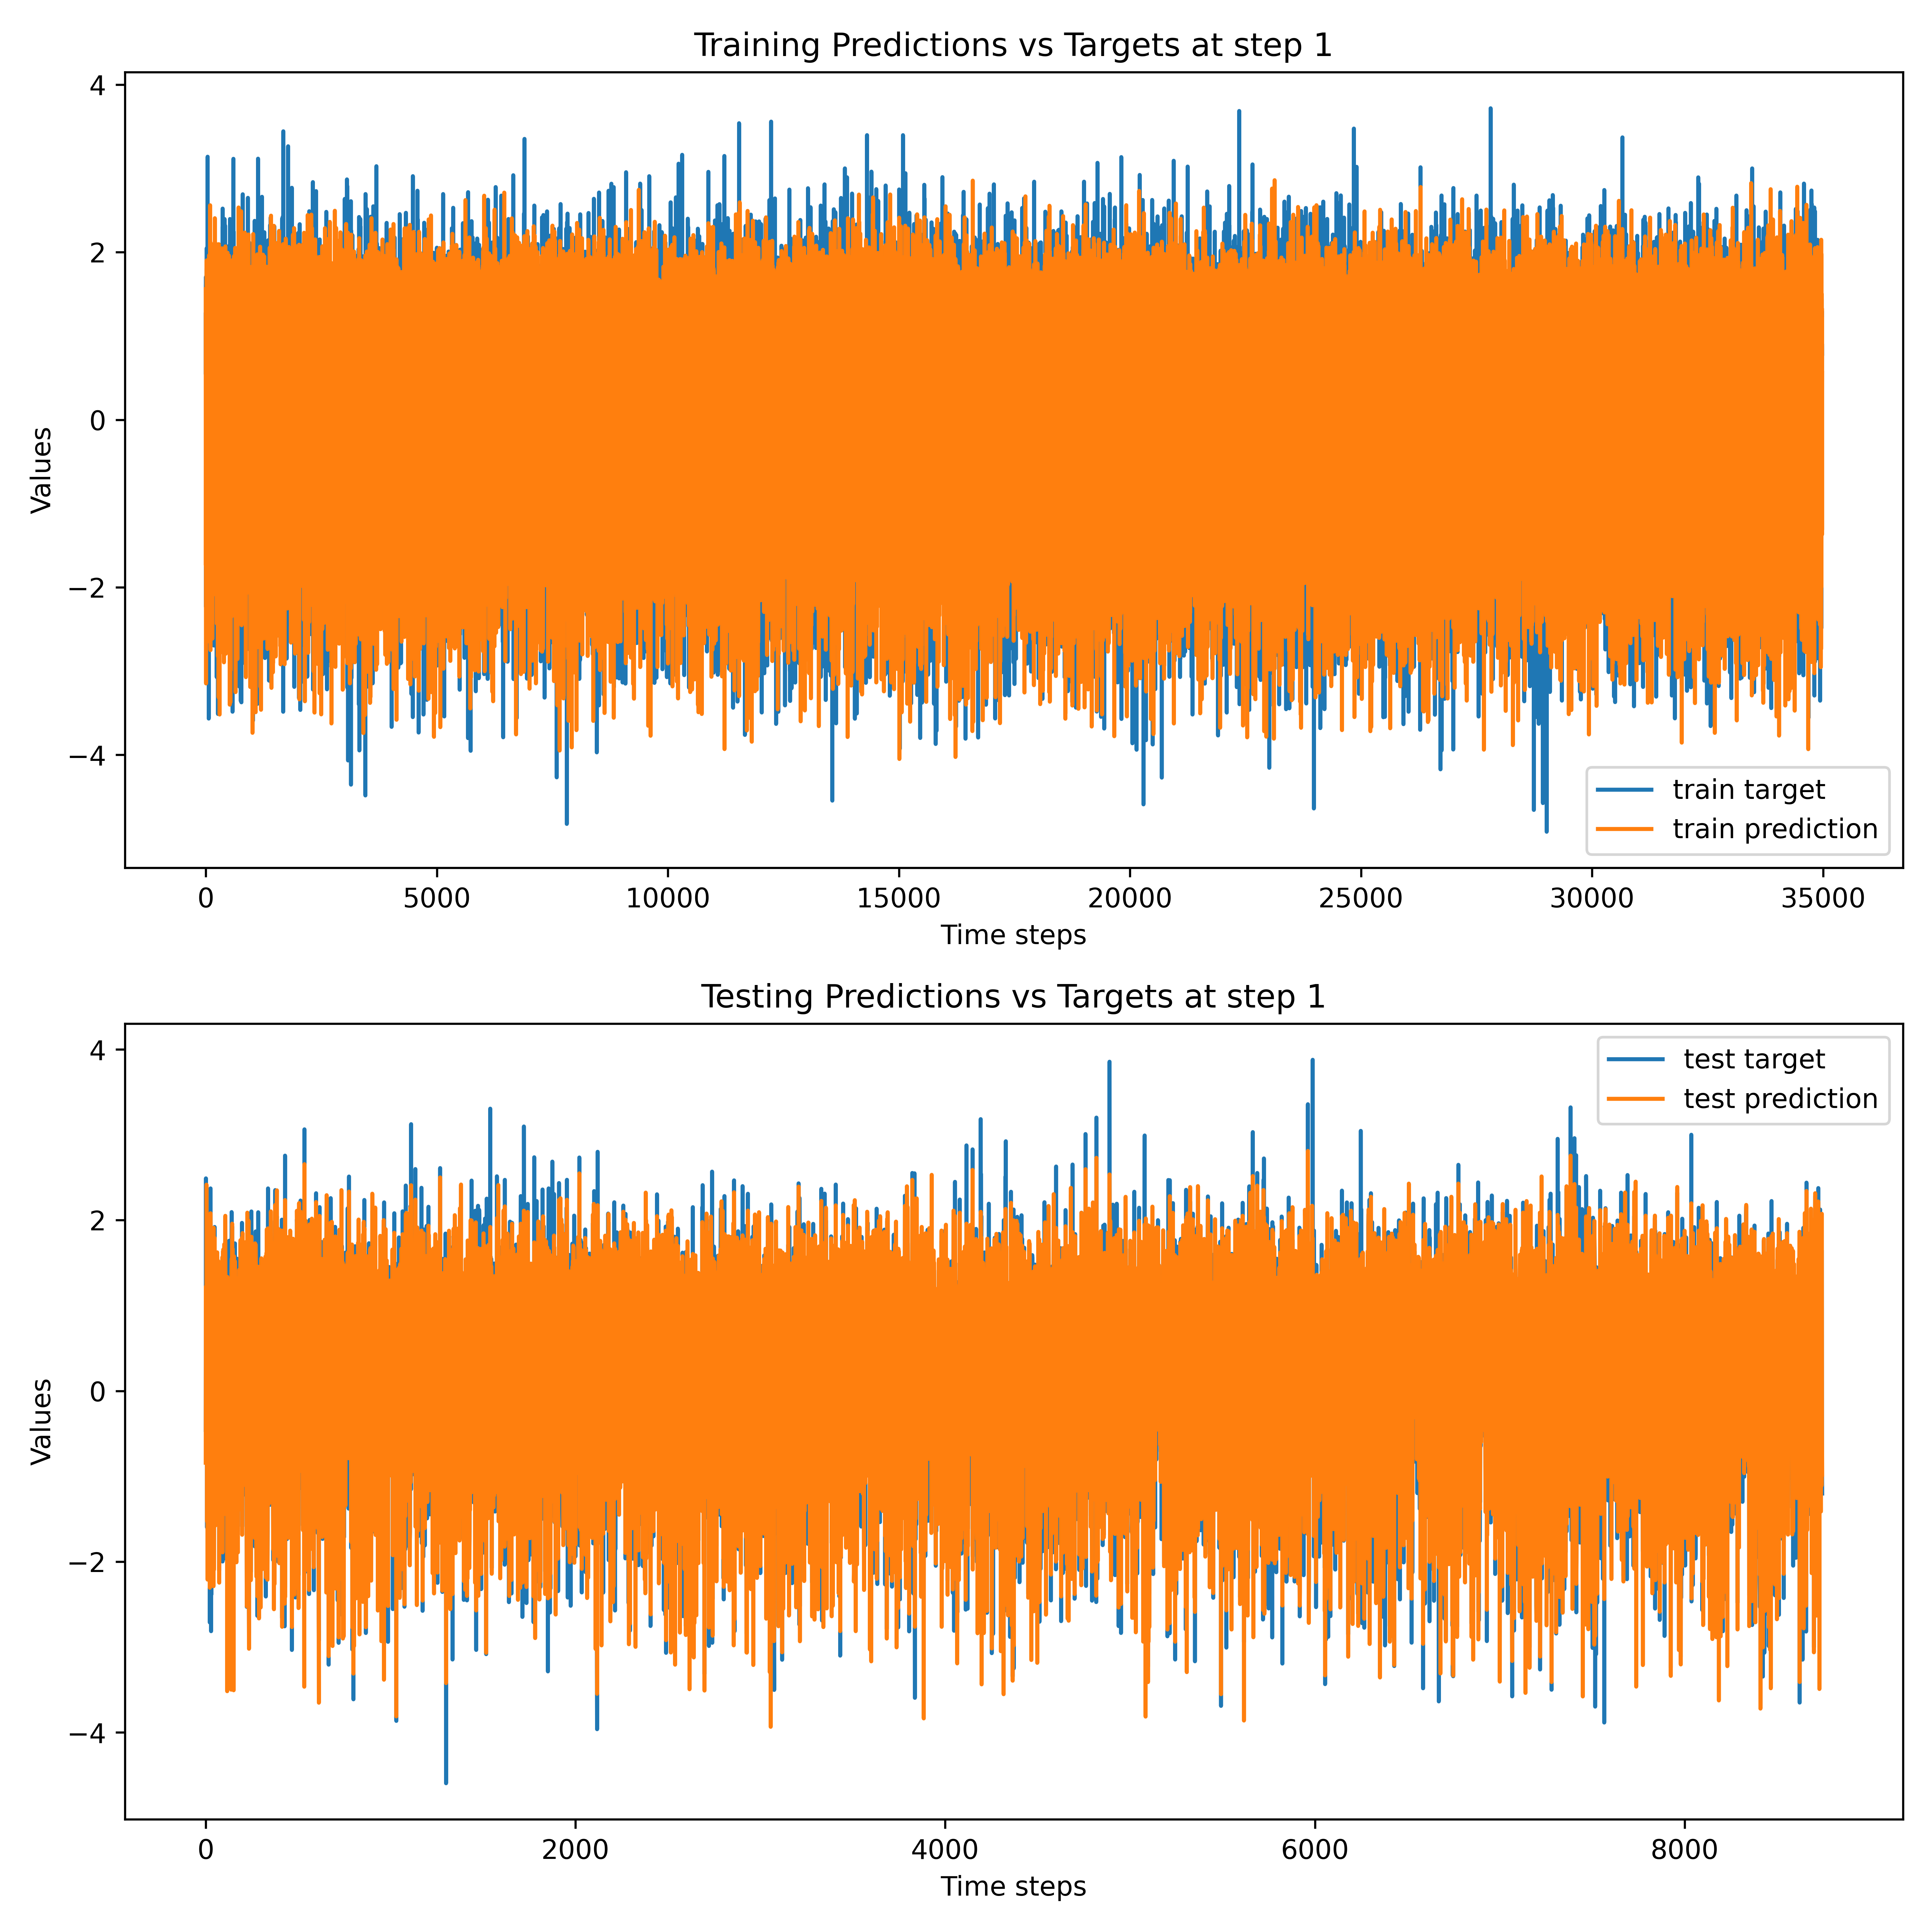 Training Predictions vs Targets at step 1
4
2
0
−2
−4
Values
train target
train prediction
0 5000 10000 15000 20000 25000 30000 35000
Time steps
Testing Predictions vs Targets at step 1
4
2
0
−2
−4
Values
test target
test prediction
0 2000 4000 6000 8000
Time steps